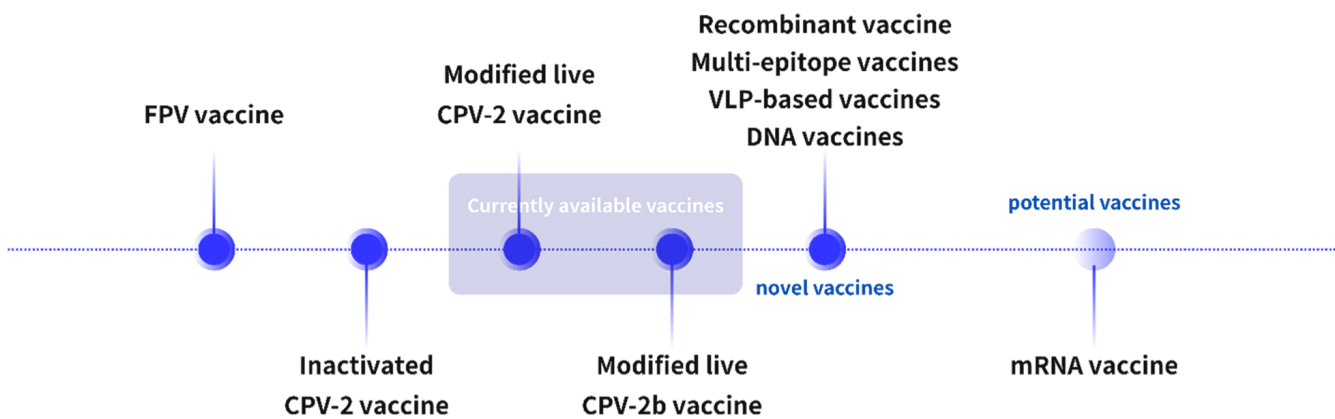 FPV vaccine
Inactivated
CPV-2 vaccine
Modified live
CPV-2 vaccine
Currently available vaccines
Modified live
CPV-2b vaccine
Recombinant vaccine
Multi-epitope vaccines
VLP-based vaccines
DNA vaccines
novel vaccines
potential vaccines
mRNA vaccine